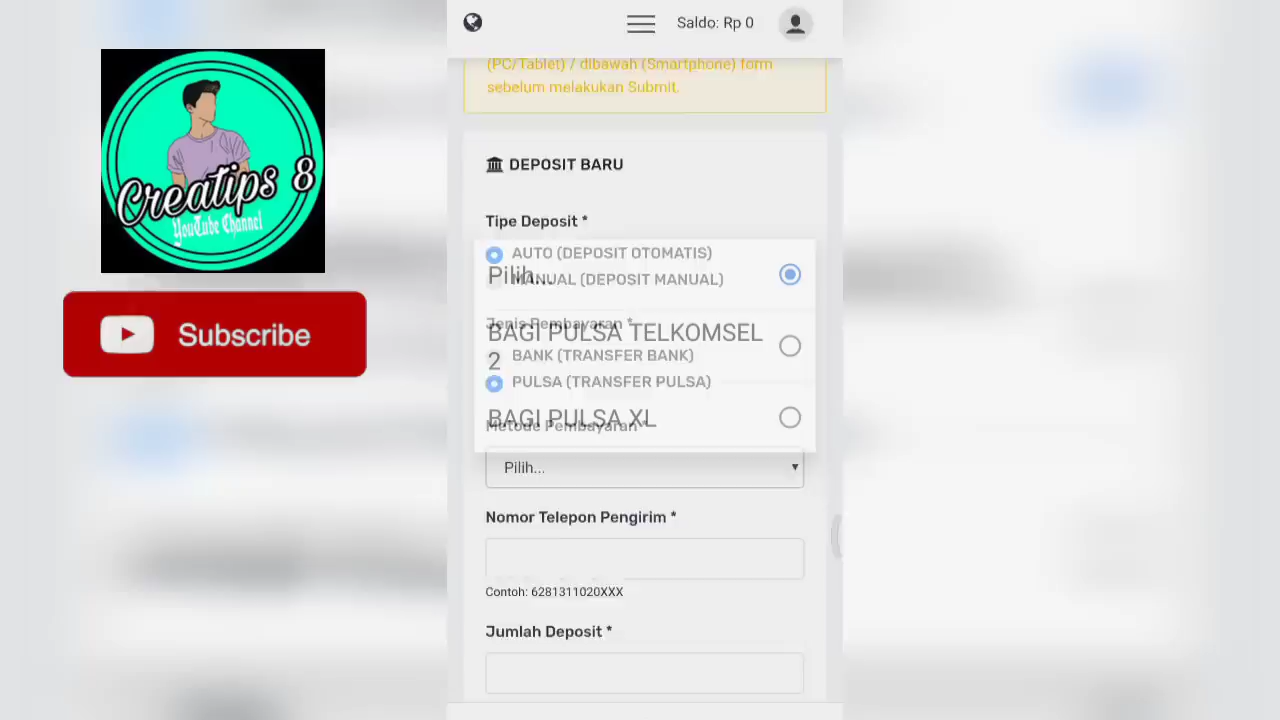 Creatips 8
YouTube Channel
Subscribe
Saldo: Rp 0
(PC/Tablet) / dibawah (Smartphone) form
sebelum melakukan Submit.
DEPOSIT BARU
Tipe Deposit *
AUTO (DEPOSIT OTOMATIS)
Pilih...
MANUAL (DEPOSIT MANUAL)
Jenis Pembayaran *
BAGI PULSA TELKOMSEL
2
BANK (TRANSFER BANK)
PULSA (TRANSFER PULSA)
BAGI PULSA XL
Metode Pembayaran *
Pilih...
Nomor Telepon Pengirim *
Contoh: 6281311020XXX
Jumlah Deposit *